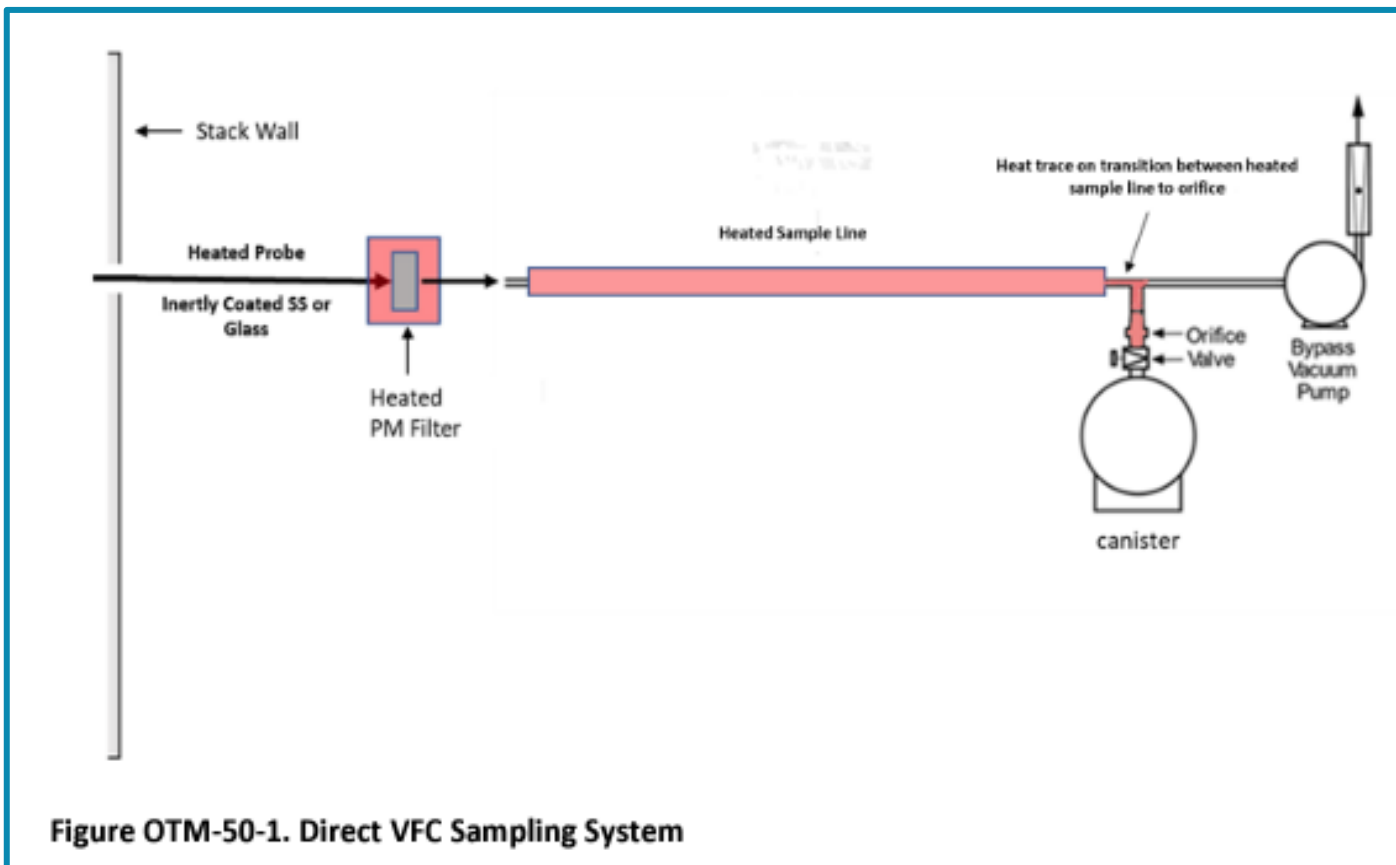 Stack Wall
Heat trace on transition between heated
sample line to orifice
Heated Sample Line
Heated Probe
Inertly Coated SS or
Glass
Orifice
Valve
Bypass
Vacuum
Pump
Heated
PM Filter
canister
Figure OTM-50-1. Direct VFC Sampling System